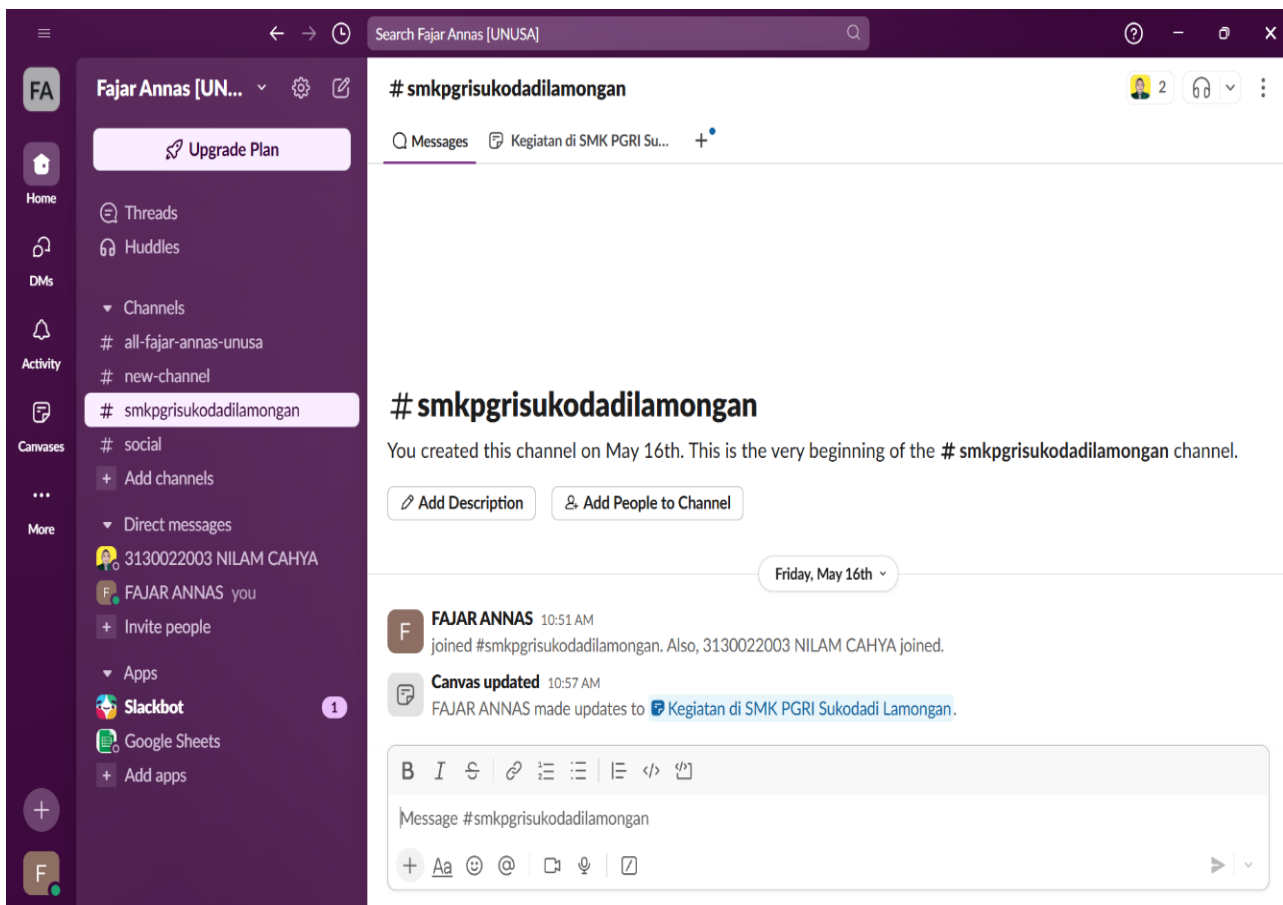 Search Fajar Annas [UNUSA]
FA
Home
DMs
Activity
Canvases
More
F
Fajar Annas [UN...
Upgrade Plan
Threads
Huddles
Channels
# all-fajar-annas-unusa
# new-channel
# smkpgrisukodadilamongan
# social
+ Add channels
Direct messages
3130022003 NILAM CAHYA
F FAJAR ANNAS you
+ Invite people
Apps
Slackbot 1
Google Sheets
+ Add apps
# smkpgrisukodadilamongan
2
Messages Kegiatan di SMK PGRI Su... +
# smkpgrisukodadilamongan
You created this channel on May 16th. This is the very beginning of the # smkpgrisukodadilamongan channel.
Add Description Add People to Channel
Friday, May 16th
F
FAJAR ANNAS 10:51 AM
joined #smkpgrisukodadilamongan. Also, 3130022003 NILAM CAHYA joined.
Canvas updated 10:57 AM
FAJAR ANNAS made updates to Kegiatan di SMK PGRI Sukodadi Lamongan.
B I S
Message #smkpgrisukodadilamongan
+ Aa @